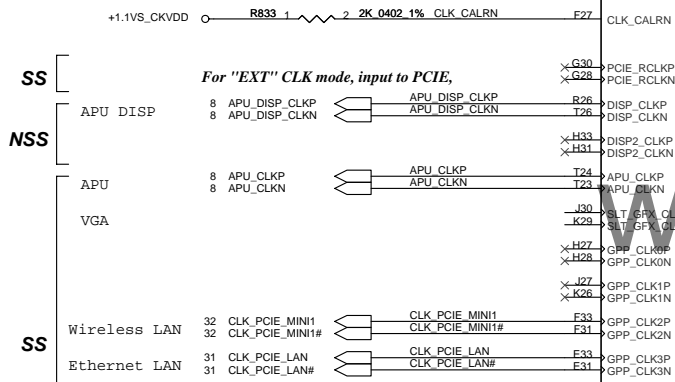 +1.1VS_CKVDD R833 1 2 2K_0402_1% CLK_CALRN F27 CLK_CALRN
SS For "EXT" CLK mode, input to PCIE, G30 PCIE_RCLKP
G28 PCIE_RCLKN
NSS APU DISP 8 APU_DISP_CLKP APU_DISP_CLKP R26 DISP_CLKP
8 APU_DISP_CLKN APU_DISP_CLKN T26 DISP_CLKN
H33 DISP2_CLKP
H31 DISP2_CLKN
APU 8 APU_CLKP APU_CLKP T24 APU_CLKP
8 APU_CLKN APU_CLKN T23 APU_CLKN
VGA J30 SLT_GFX_CL
K29 SLT_GFX_CL
H27 GPP_CLK0P
H28 GPP_CLK0N
J27 GPP_CLK1P
K26 GPP_CLK1N
SS Wireless LAN 32 CLK_PCIE_MINI1 CLK_PCIE_MINI1 F33 GPP_CLK2P
32 CLK_PCIE_MINI1# CLK_PCIE_MINI1# F31 GPP_CLK2N
Ethernet LAN 31 CLK_PCIE_LAN CLK_PCIE_LAN E33 GPP_CLK3P
31 CLK_PCIE_LAN# CLK_PCIE_LAN# E31 GPP_CLK3N